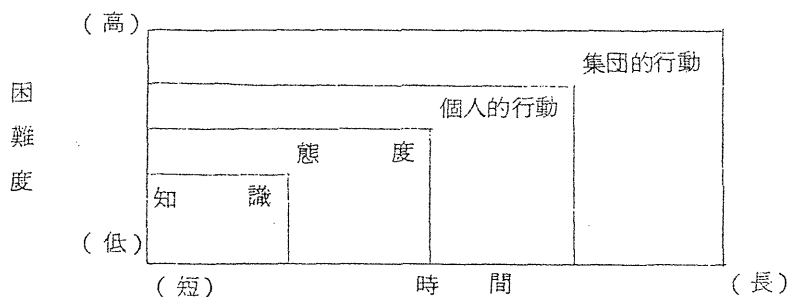 (高)
集団的行動
個人的行動
困難度
態度
知識
(低)
(短) 時間 (長)